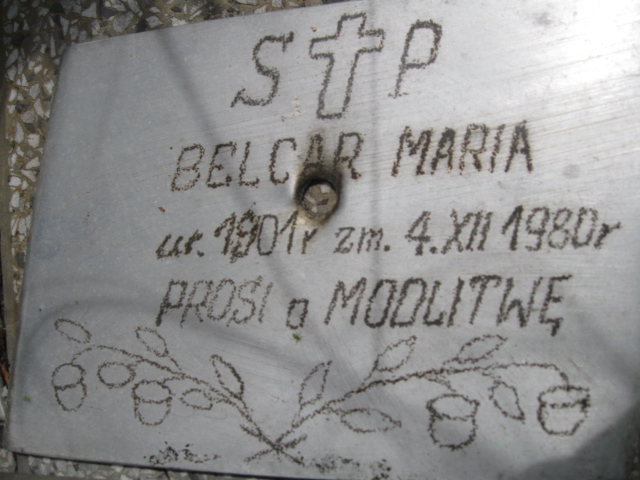 S † P
BELCAR MARIA
ur. 1901r zm. 4.XII 1980r
PROSI o MODLITWĘ